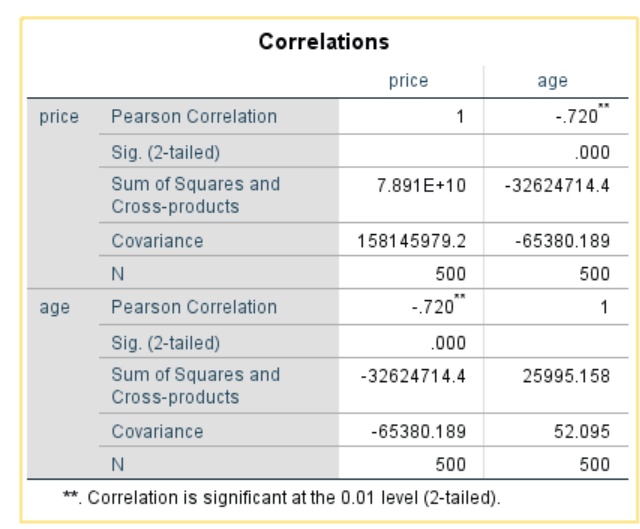 Correlations
price age
price Pearson Correlation 1 -.720**
Sig. (2-tailed) .000
Sum of Squares and 7.891E+10 -32624714.4
Cross-products
Covariance 158145979.2 -65380.189
N 500 500
age Pearson Correlation -.720** 1
Sig. (2-tailed) .000
Sum of Squares and -32624714.4 25995.158
Cross-products
Covariance -65380.189 52.095
N 500 500
**. Correlation is significant at the 0.01 level (2-tailed).